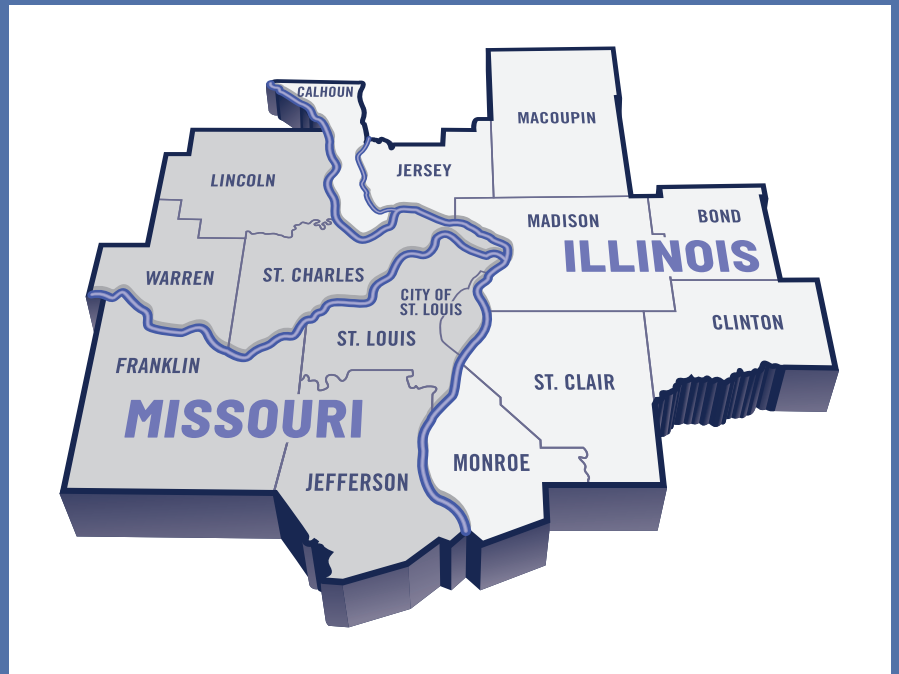 CALHOUN
MACOUPIN
JERSEY
LINCOLN
MADISON
BOND
ILLINOIS
WARREN
ST. CHARLES
CITY OF
ST. LOUIS
CLINTON
ST. LOUIS
FRANKLIN
ST. CLAIR
MISSOURI
MONROE
JEFFERSON